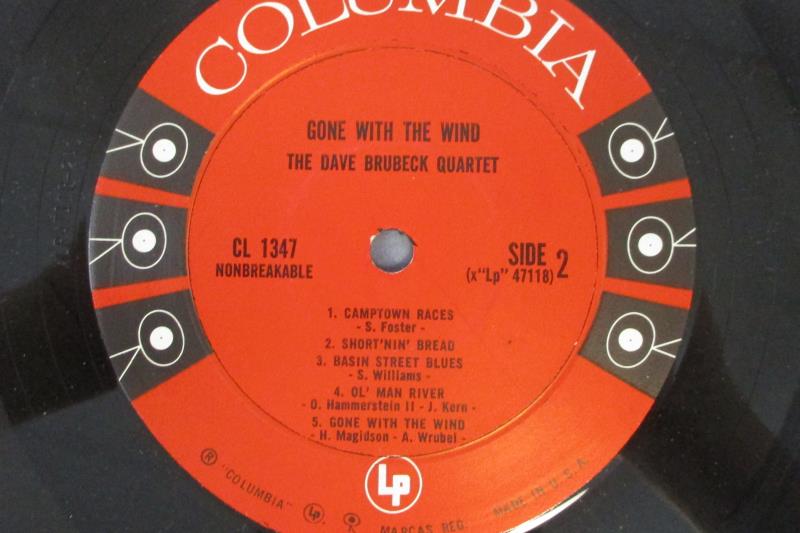 COLUMBIA
GONE WITH THE WIND
THE DAVE BRUBECK QUARTET
CL 1347
NONBREAKABLE
SIDE 2
(x"Lp" 47118)
1. CAMPTOWN RACES
- S. Foster -
2. SHORT'NIN' BREAD
3. BASIN STREET BLUES
- S. Williams -
4. OL' MAN RIVER
- O. Hammerstein II - J. Kern -
5. GONE WITH THE WIND
- H. Magidson - A. Wrubel -
Lp
® "COLUMBIA" Lp MARCAS REG. MADE IN U.S.A.